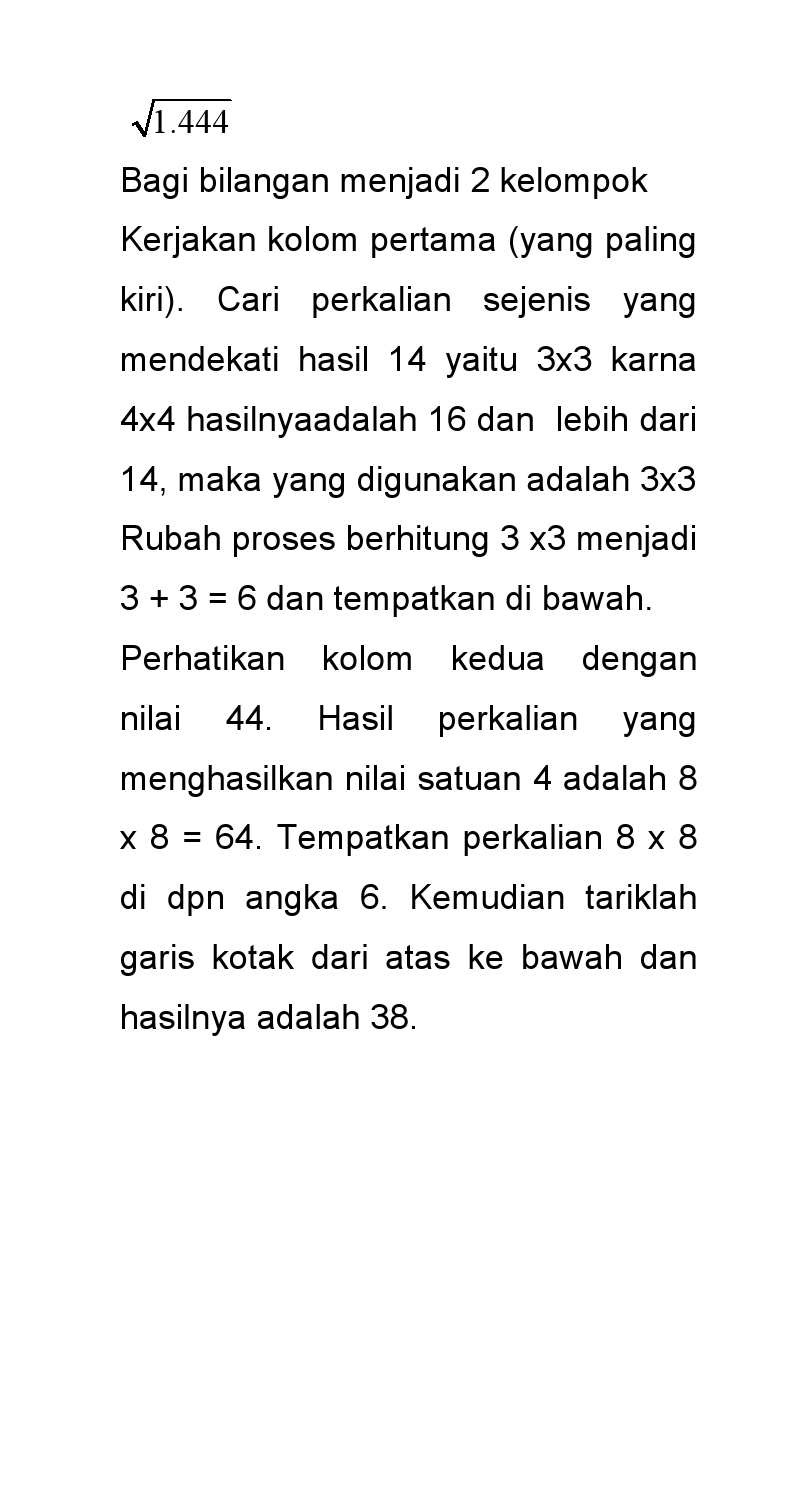 √1.444
Bagi bilangan menjadi 2 kelompok
Kerjakan kolom pertama (yang paling
kiri). Cari perkalian sejenis yang
mendekati hasil 14 yaitu 3x3 karna
4x4 hasilnyaadalah 16 dan lebih dari
14, maka yang digunakan adalah 3x3
Rubah proses berhitung 3 x3 menjadi
3 + 3 = 6 dan tempatkan di bawah.
Perhatikan kolom kedua dengan
nilai 44. Hasil perkalian yang
menghasilkan nilai satuan 4 adalah 8
x 8 = 64. Tempatkan perkalian 8 x 8
di dpn angka 6. Kemudian tariklah
garis kotak dari atas ke bawah dan
hasilnya adalah 38.